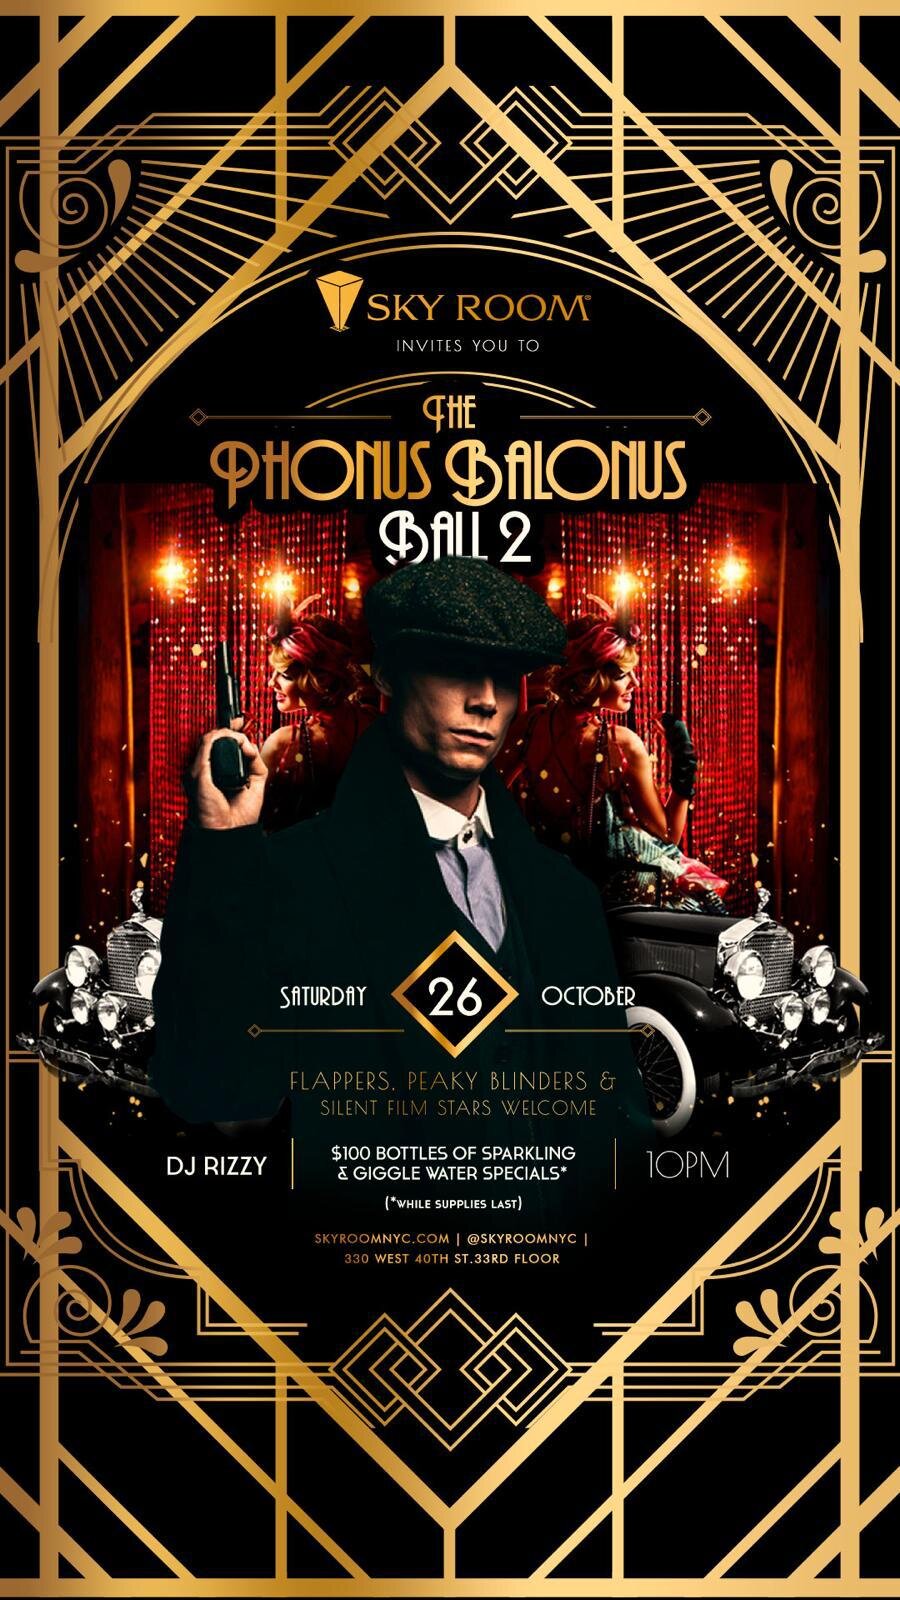 SKY ROOM®
INVITES YOU TO
THE
PHONUS BALONUS
BALL 2
SATURDAY 26 OCTOBER
FLAPPERS, PEAKY BLINDERS &
SILENT FILM STARS WELCOME
DJ RIZZY
$100 BOTTLES OF SPARKLING
& GIGGLE WATER SPECIALS*
(*WHILE SUPPLIES LAST)
10PM
SKYROOMNYC.COM | @SKYROOMNYC |
330 WEST 40TH ST.33RD FLOOR